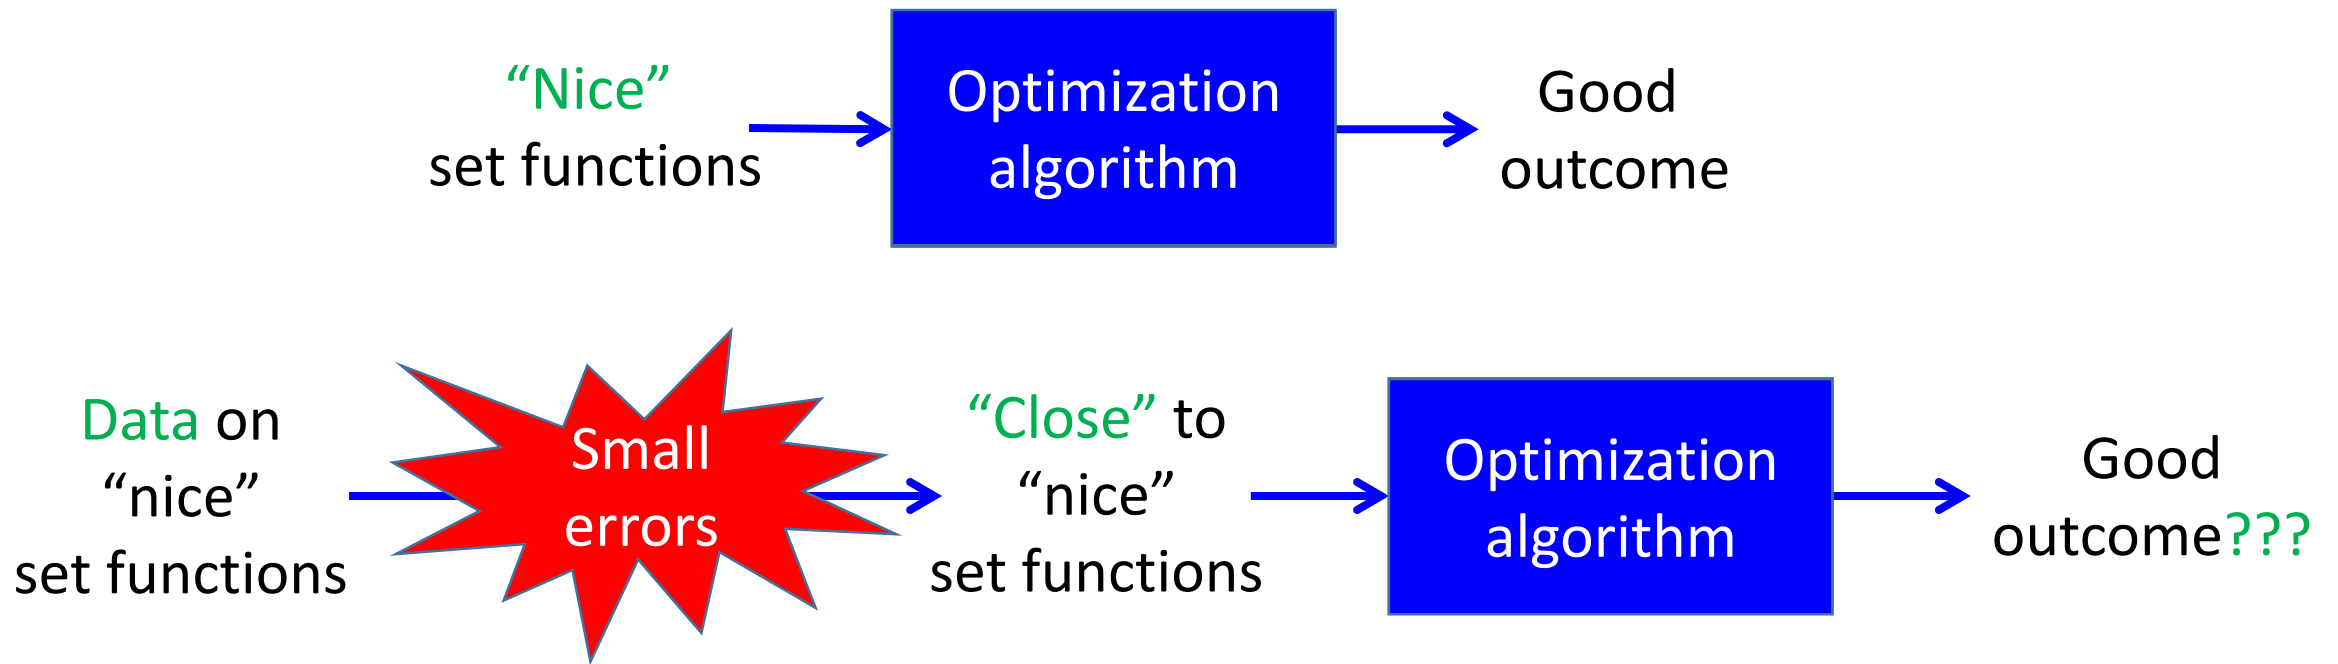 “Nice”
set functions
Optimization
algorithm
Good
outcome
Data on
“nice”
set functions
Small
errors
“Close” to
“nice”
set functions
Optimization
algorithm
Good
outcome???